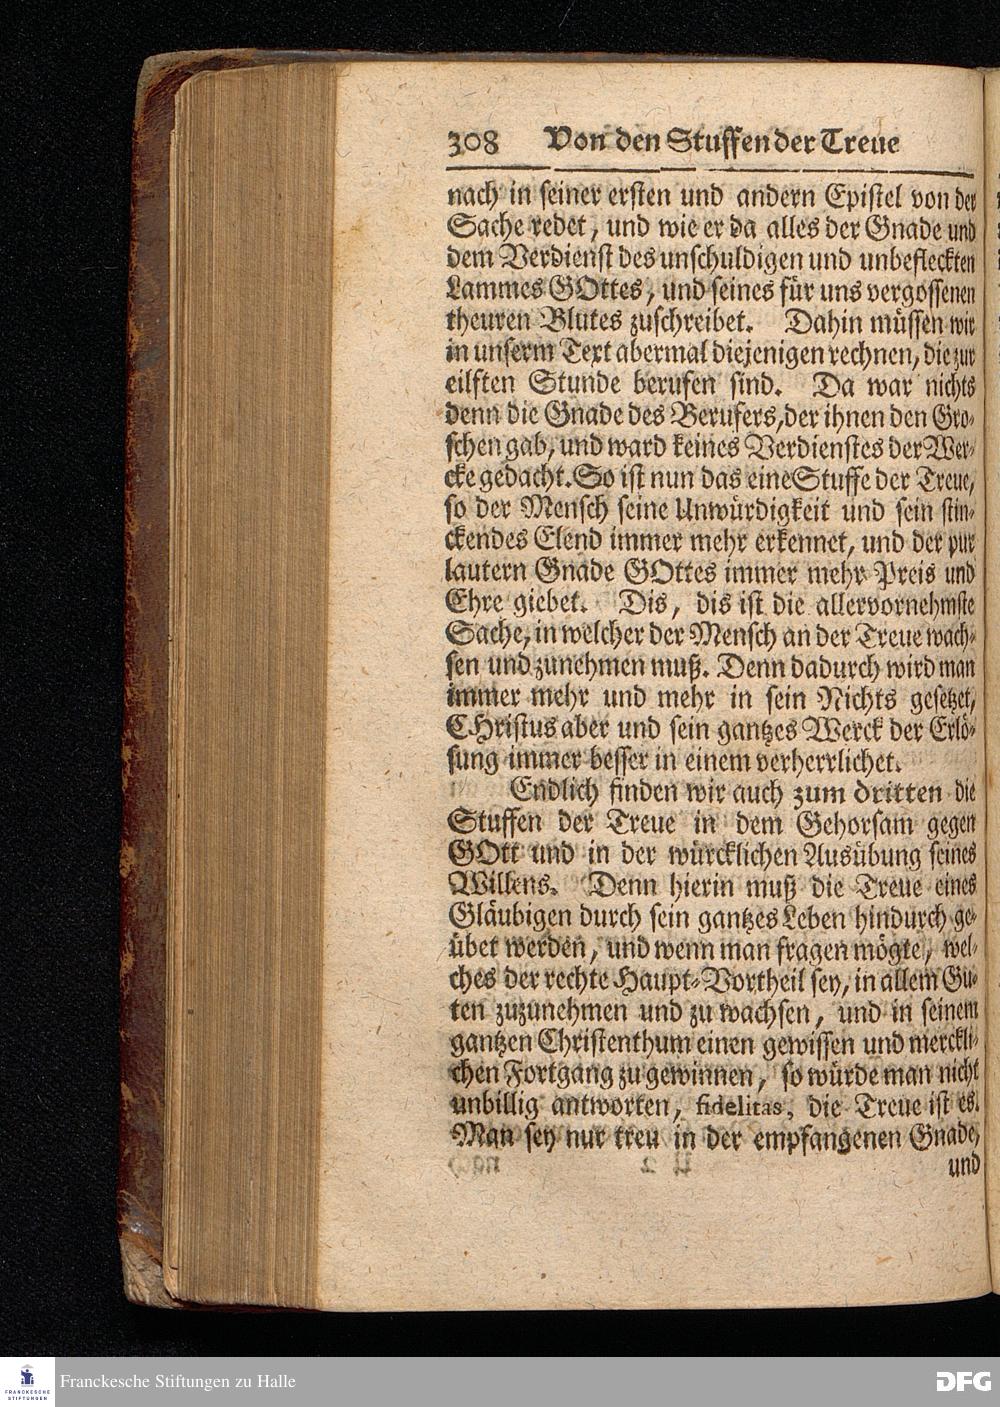 308 Von den Stuffen der Treue
nach in seiner ersten und andern Epistel von der
Sache redet, und wie er da alles der Gnade und
dem Verdienst des unschuldigen und unbefleckten
Lammes GOttes, und seines für uns vergossenen
theuren Blutes zuschreibet. Dahin müssen wir
in unserm Text abermal diejenigen rechnen, die zur
eilften Stunde berufen sind. Da war nichts
denn die Gnade des Berufers, der ihnen den Gro-
schen gab, und ward keines Verdienstes der Wer-
cke gedacht. So ist nun das eine Stuffe der Treue,
so der Mensch seine Unwürdigkeit und sein stin-
ckendes Elend immer mehr erkennet, und der pur
lautern Gnade GOttes immer mehr Preis und
Ehre giebet. Dis, dis ist die allervornehmste
Sache, in welcher der Mensch an der Treue wach-
sen und zunehmen muß. Denn dadurch wird man
immer mehr und mehr in sein Nichts gesetzet,
CHristus aber und sein gantzes Werck der Erlö-
sung immer besser in einem verherrlichet.
Endlich finden wir auch zum dritten die
Stuffen der Treue in dem Gehorsam gegen
GOtt und in der würcklichen Ausübung seines
Willens. Denn hierin muß die Treue eines
Gläubigen durch sein gantzes Leben hindurch ge-
übet werden, und wenn man fragen mögte, wel-
ches der rechte Haupt-Vortheil sey, in allem Gu-
ten zuzunehmen und zu wachsen, und in seinem
gantzen Christenthum einen gewissen und merckli-
chen Fortgang zu gewinnen, so würde man nicht
unbillig antworten, fidelitas, die Treue ist es.
Man sey nur treu in der empfangenen Gnade,
und
FRANCKESCHE
STIFTUNGEN
Franckesche Stiftungen zu Halle
DFG